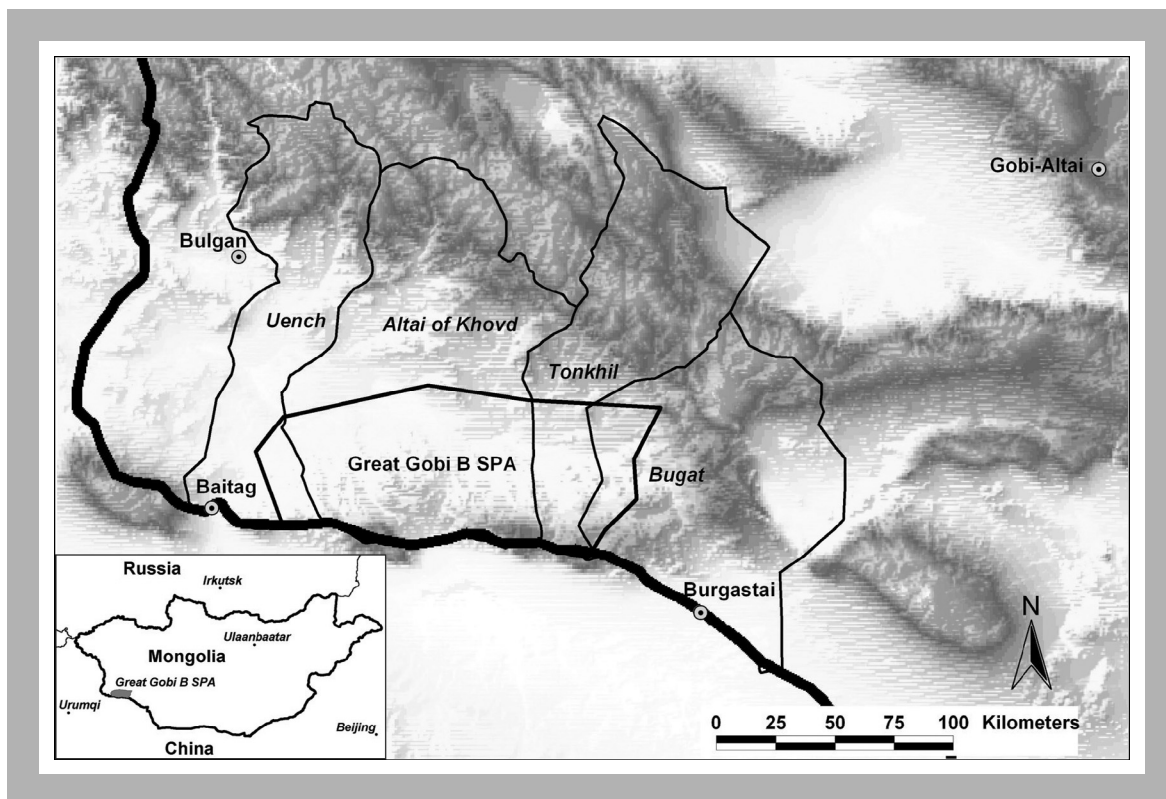 Gobi-Altai
Bulgan
Uench
Altai of Khovd
Tonkhil
Great Gobi B SPA
Bugat
Baitag
Burgastai
N
0 25 50 75 100 Kilometers
Russia
Irkutsk
Ulaanbaatar
Mongolia
Great Gobi B SPA
Urumqi
Beijing
China